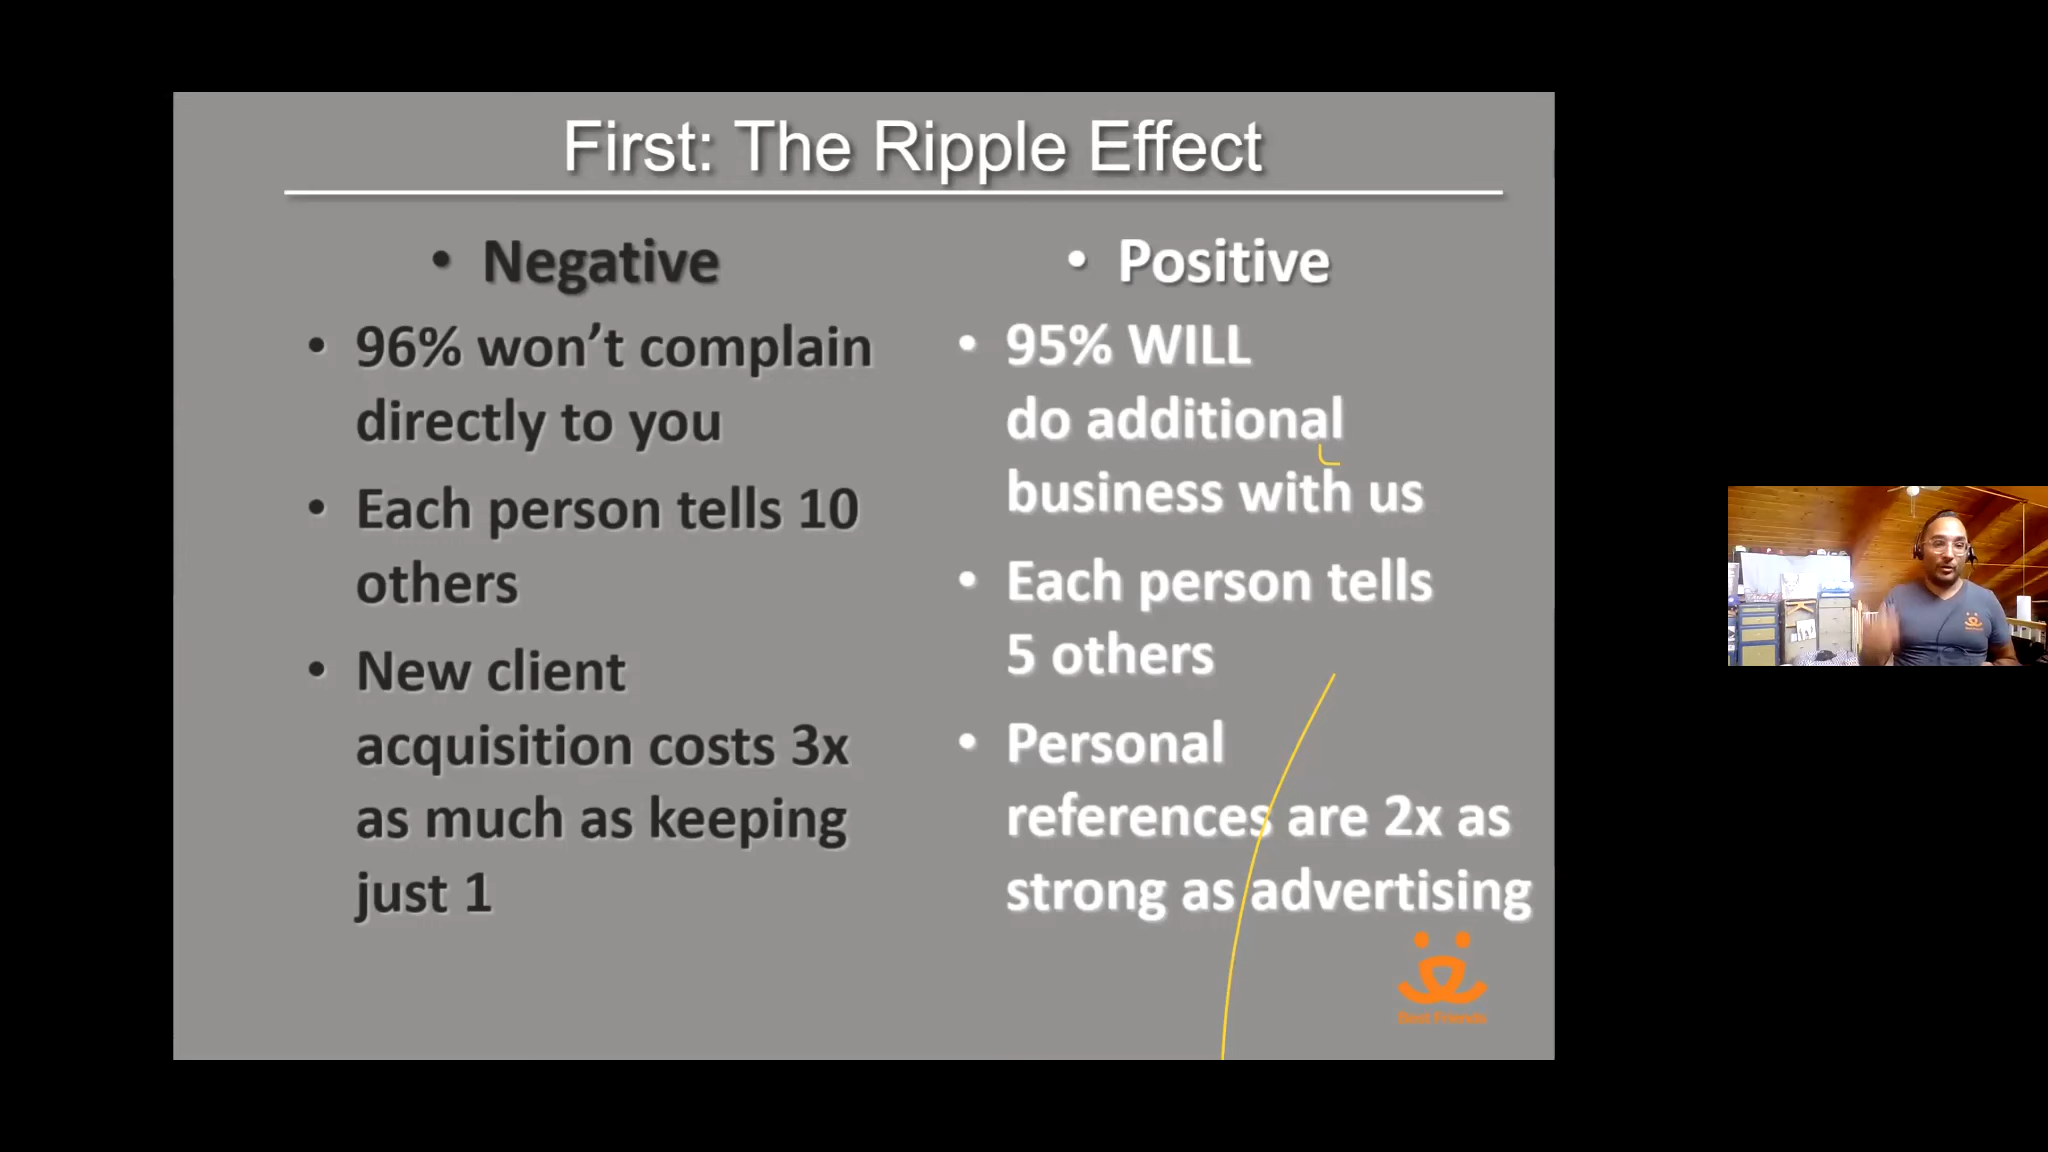 First: The Ripple Effect
• Negative
• 96% won’t complain
directly to you
• Each person tells 10
others
• New client
acquisition costs 3x
as much as keeping
just 1
• Positive
• 95% WILL
do additional
business with us
• Each person tells
5 others
• Personal
references are 2x as
strong as advertising
Best Friends